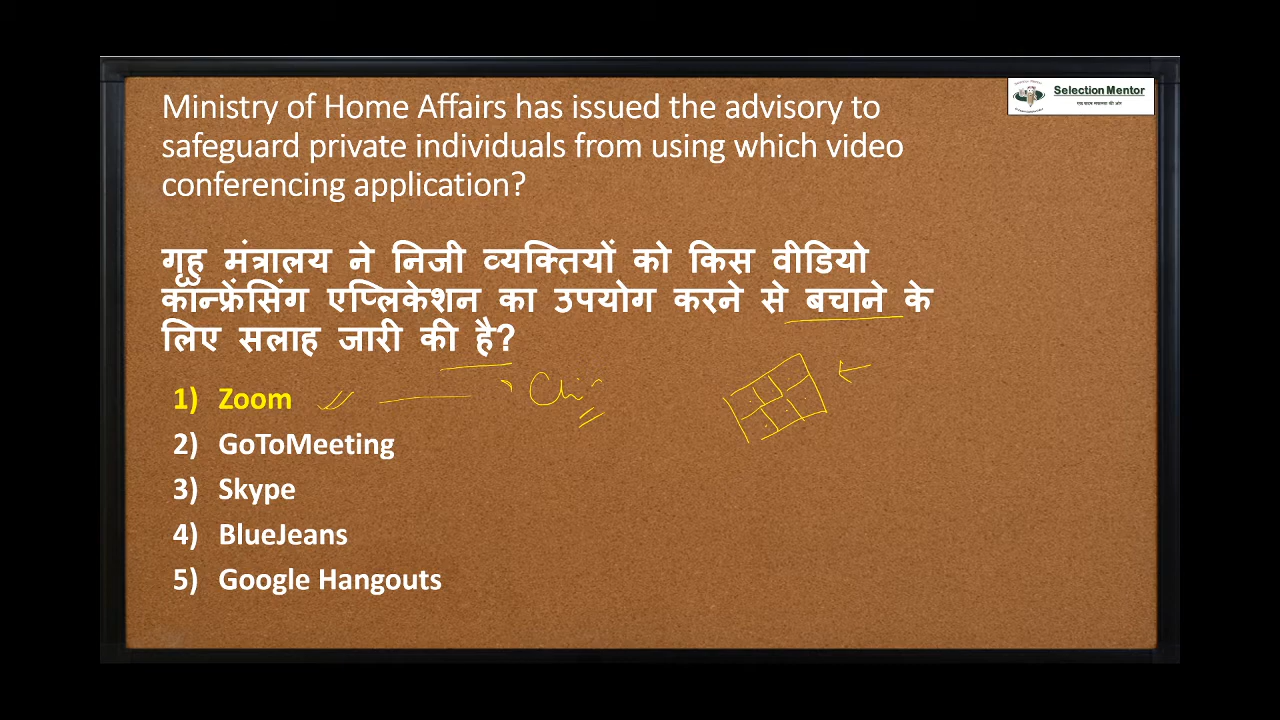 Ministry of Home Affairs has issued the advisory to
safeguard private individuals from using which video
conferencing application?
Selection Mentor
गृह मंत्रालय ने निजी व्यक्तियों को किस वीडियो
कॉन्फ्रेंसिंग एप्लिकेशन का उपयोग करने से बचाने के
लिए सलाह जारी की है?
1) Zoom
2) GoToMeeting
3) Skype
4) BlueJeans
5) Google Hangouts